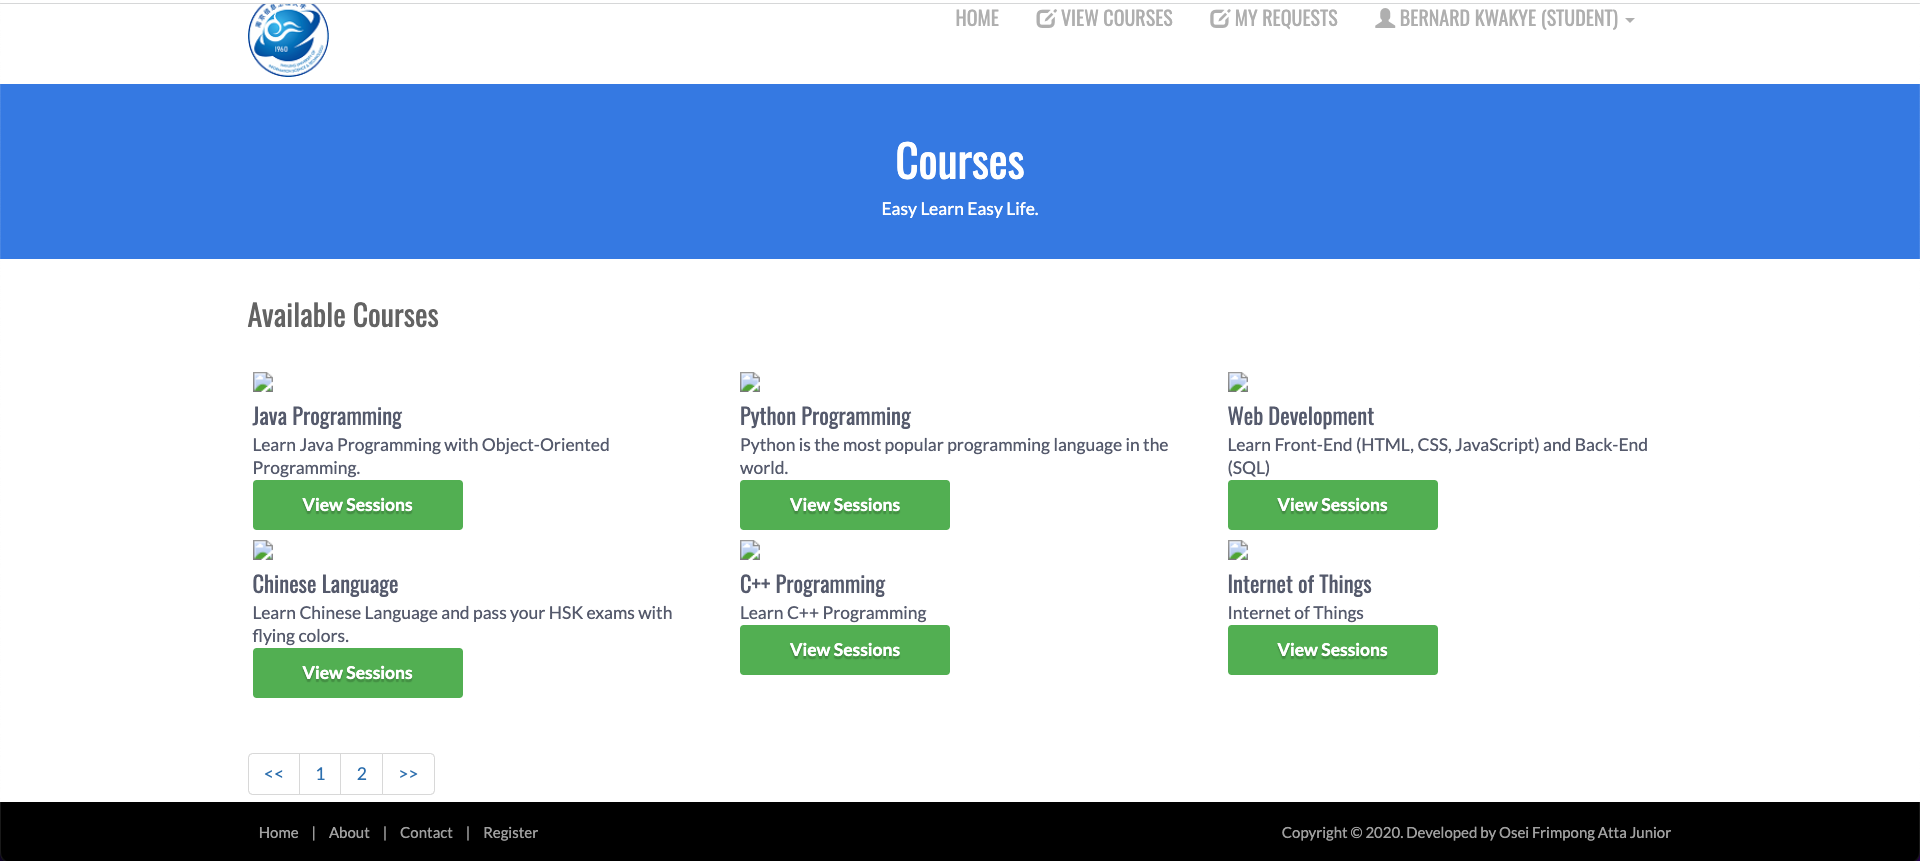 1960
HOME VIEW COURSES MY REQUESTS BERNARD KWAKYE (STUDENT)
Courses
Easy Learn Easy Life.
Available Courses
Java Programming
Learn Java Programming with Object-Oriented
Programming.
View Sessions
Python Programming
Python is the most popular programming language in the
world.
View Sessions
Web Development
Learn Front-End (HTML, CSS, JavaScript) and Back-End
(SQL)
View Sessions
Chinese Language
Learn Chinese Language and pass your HSK exams with
flying colors.
View Sessions
C++ Programming
Learn C++ Programming
View Sessions
Internet of Things
Internet of Things
View Sessions
<< 1 2 >>
Home | About | Contact | Register
Copyright © 2020. Developed by Osei Frimpong Atta Junior